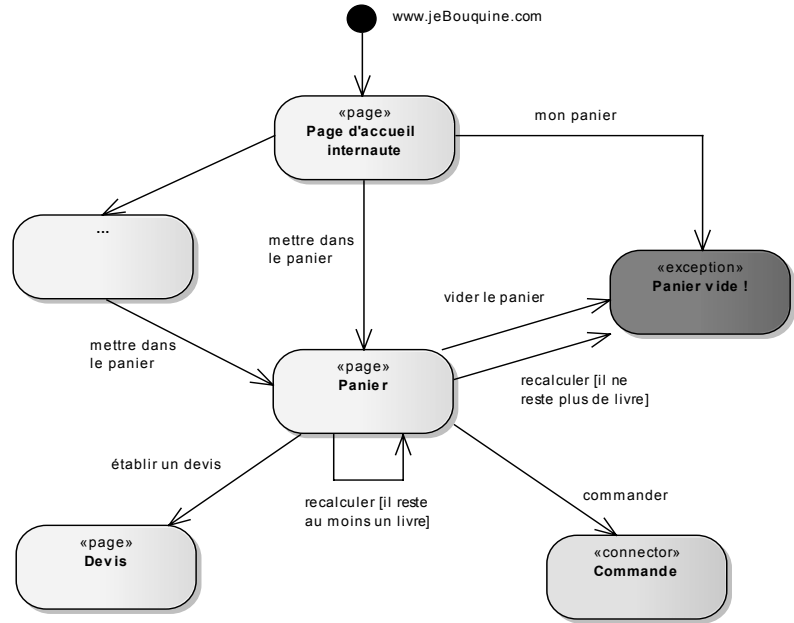 www.jeBouquine.com
«page»
Page d'accueil
internaute
mon panier
...
mettre dans
le panier
«exception»
Panier vide !
vider le panier
mettre dans
le panier
«page»
Panier
recalculer [il ne
reste plus de livre]
établir un devis
recalculer [il reste
au moins un livre]
commander
«page»
Devis
«connector»
Commande